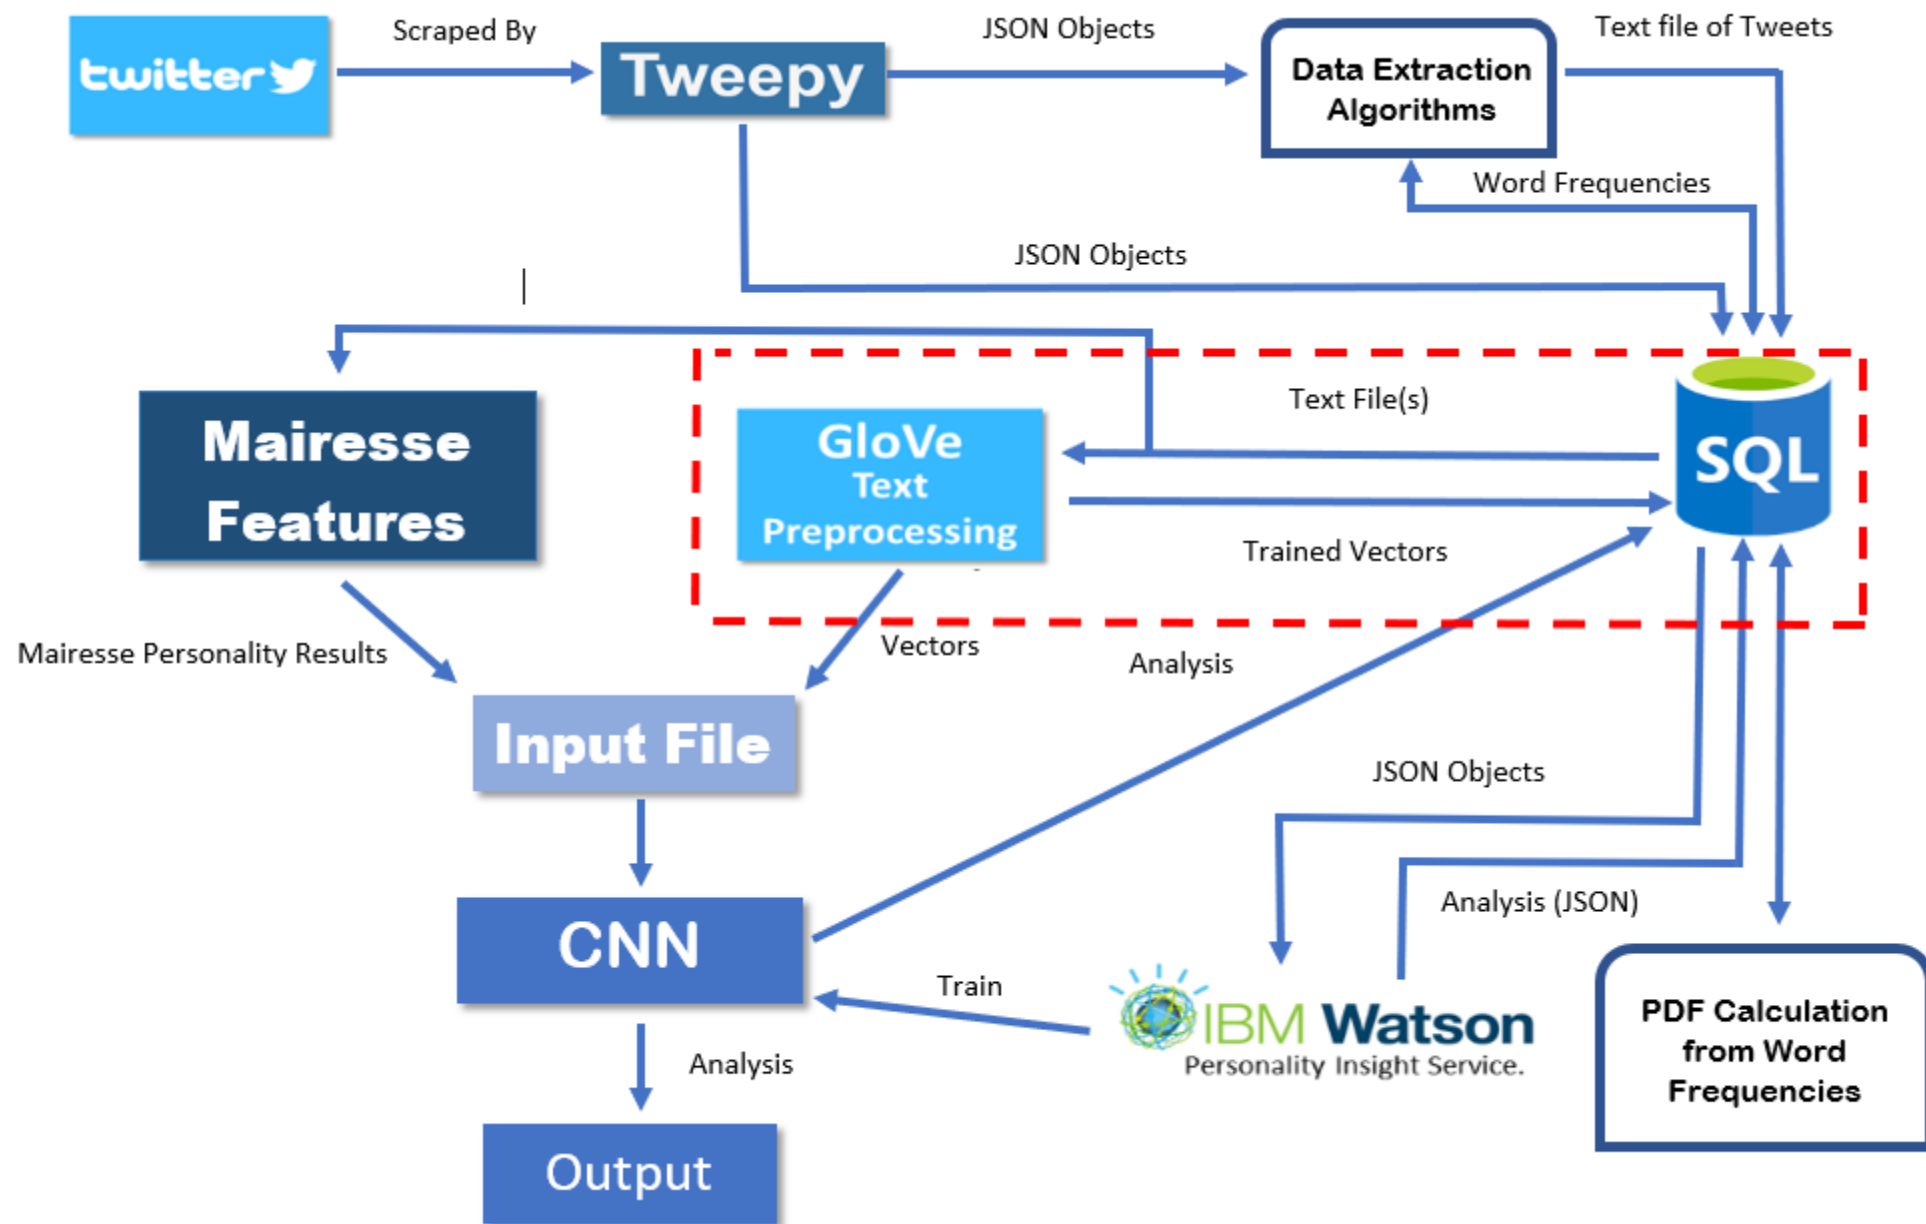 twitter
Scraped By
Tweepy
JSON Objects
Data Extraction
Algorithms
Text file of Tweets
Word Frequencies
JSON Objects
Mairesse
Features
GloVe
Text
Preprocessing
Text File(s)
SQL
Trained Vectors
Mairesse Personality Results
Vectors
Analysis
Input File
JSON Objects
Analysis (JSON)
CNN
Train
IBM Watson
Personality Insight Service.
PDF Calculation
from Word
Frequencies
Analysis
Output